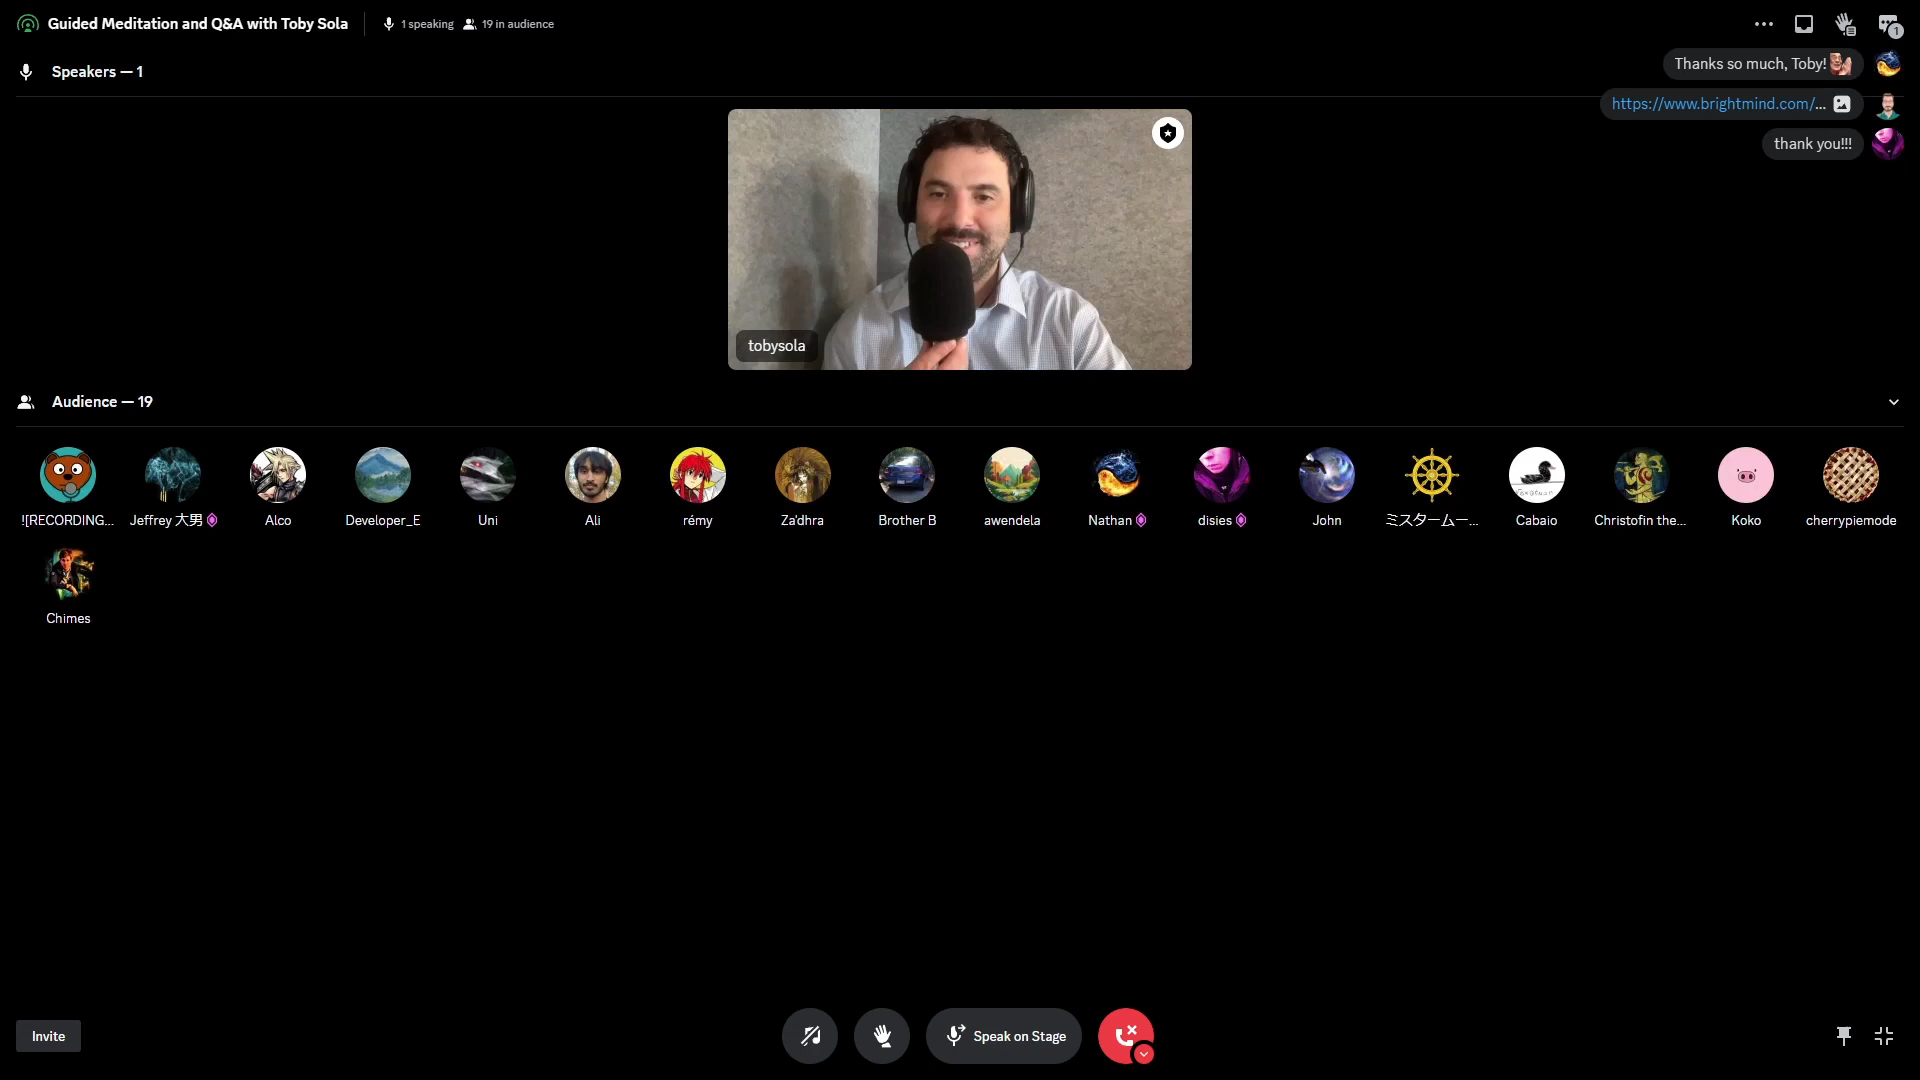 Guided Meditation and Q&A with Toby Sola
1 speaking
19 in audience
1
Speakers — 1
Thanks so much, Toby!
https://www.brightmind.com/...
thank you!!!
tobysola
Audience — 19
![RECORDING...
Jeffrey 大男
Alco
Developer_E
Uni
Ali
rémy
Za'dhra
Brother B
awendela
Nathan
disies
John
ミスタームー...
Cabaio
Christofin the...
Koko
cherrypiemode
Chimes
Invite
Speak on Stage